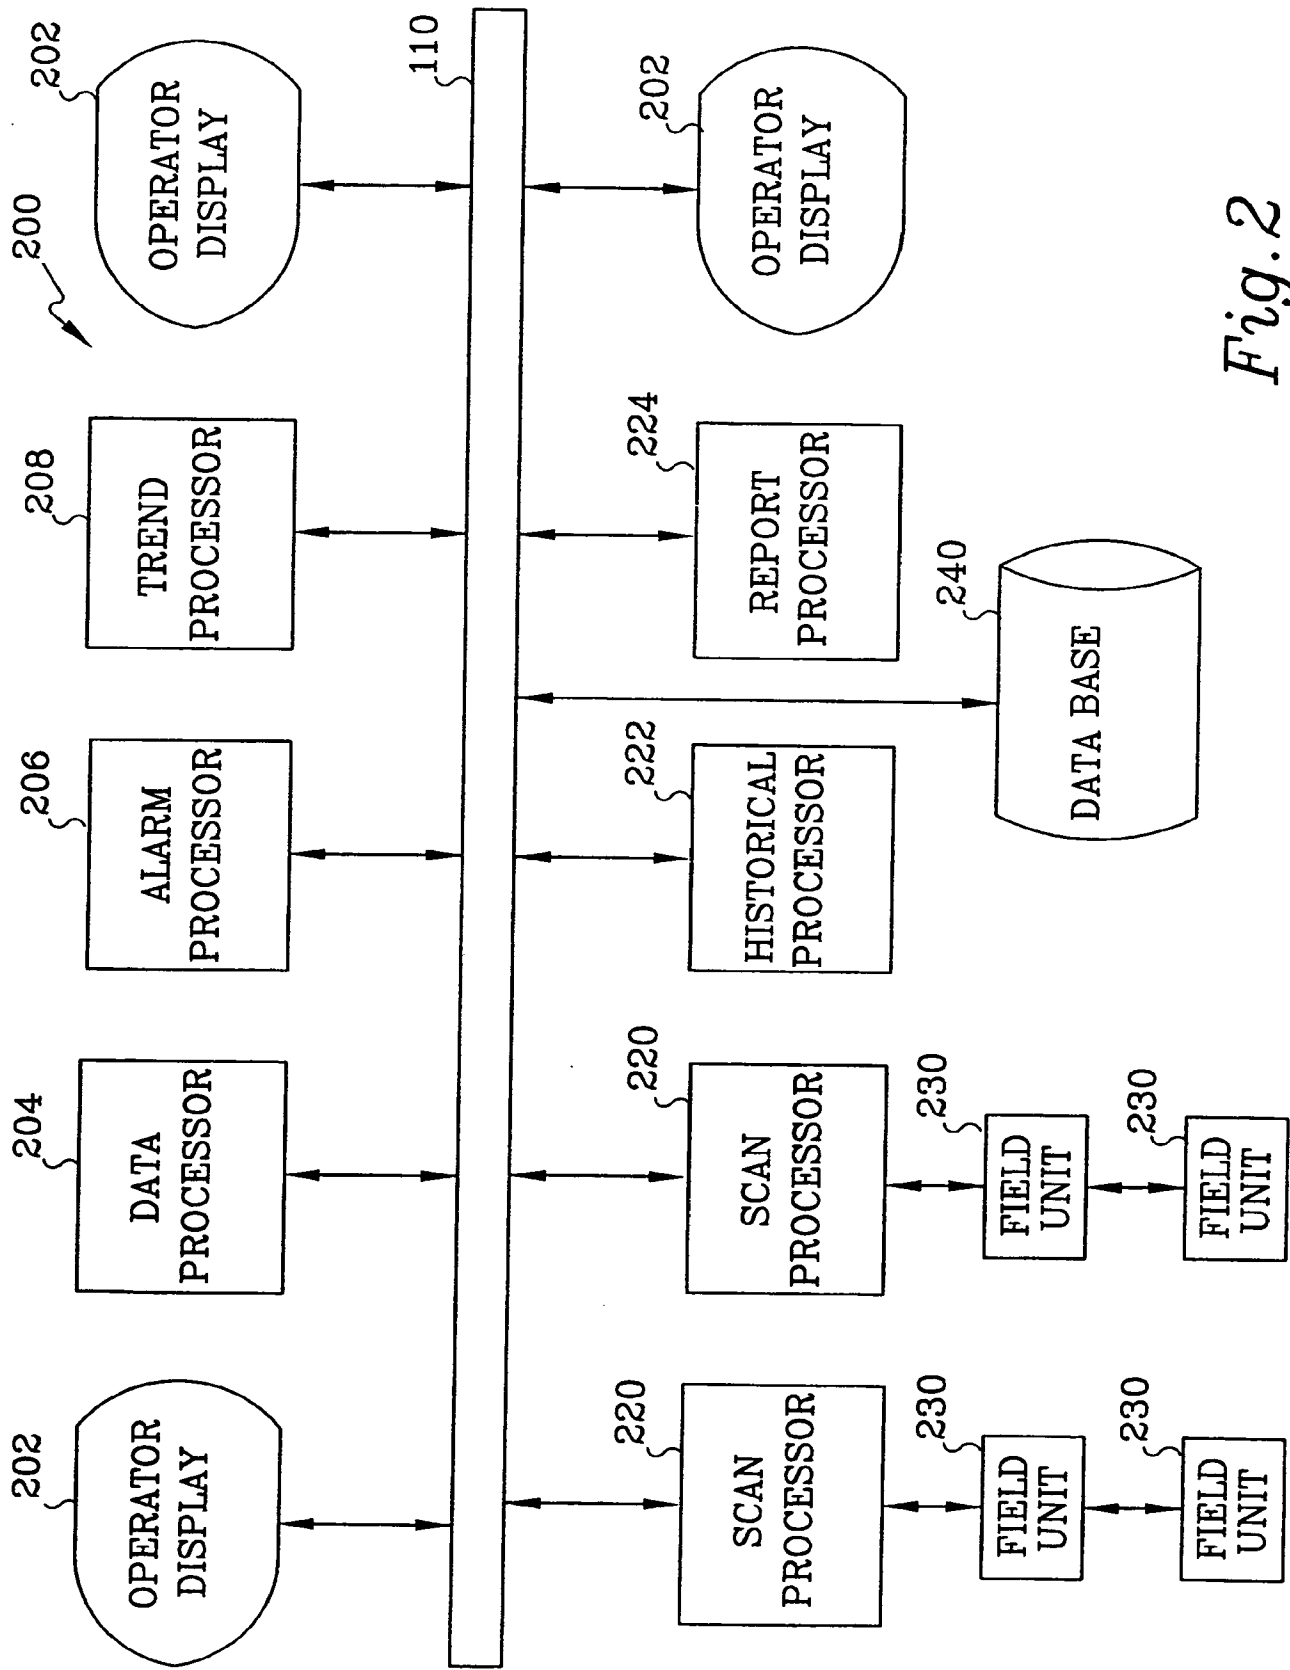 200
202
OPERATOR
DISPLAY
204
DATA
PROCESSOR
206
ALARM
PROCESSOR
208
TREND
PROCESSOR
202
OPERATOR
DISPLAY
110
220
SCAN
PROCESSOR
220
SCAN
PROCESSOR
222
HISTORICAL
PROCESSOR
224
REPORT
PROCESSOR
202
OPERATOR
DISPLAY
230
FIELD
UNIT
230
FIELD
UNIT
240
DATA BASE
230
FIELD
UNIT
230
FIELD
UNIT
Fig. 2